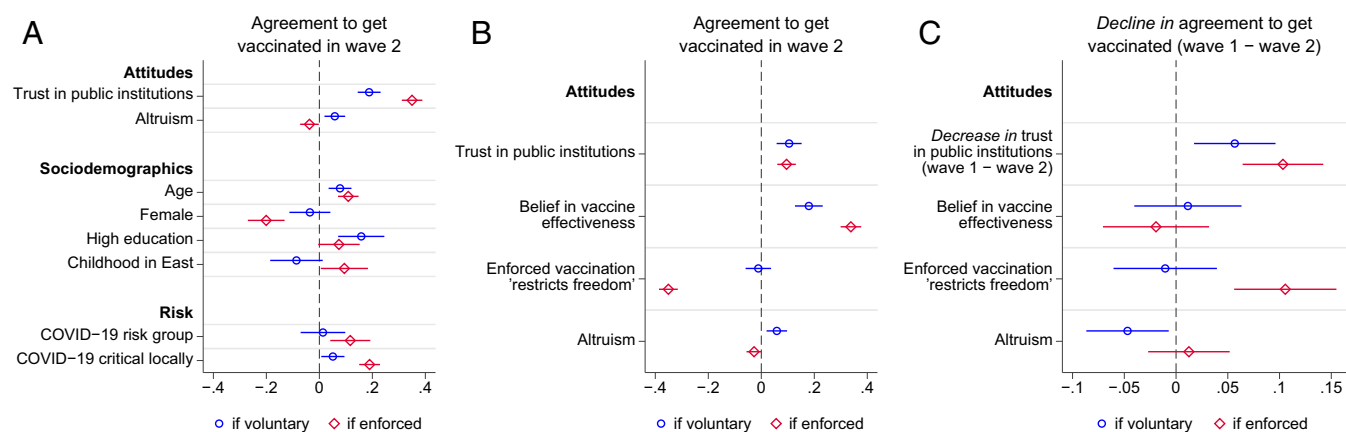 A
Agreement to get
vaccinated in wave 2
Attitudes
Trust in public institutions
Altruism
Sociodemographics
Age
Female
High education
Childhood in East
Risk
COVID−19 risk group
COVID−19 critical locally
−.4 −.2 0 .2 .4
if voluntary if enforced
B
Agreement to get
vaccinated in wave 2
Attitudes
Trust in public institutions
Belief in vaccine
effectiveness
Enforced vaccination
'restricts freedom'
Altruism
−.4 −.2 0 .2 .4
if voluntary if enforced
C
Decline in agreement to get
vaccinated (wave 1 − wave 2)
Attitudes
Decrease in trust
in public institutions
(wave 1 − wave 2)
Belief in vaccine
effectiveness
Enforced vaccination
'restricts freedom'
Altruism
−.1 −.05 0 .05 .1 .15
if voluntary if enforced